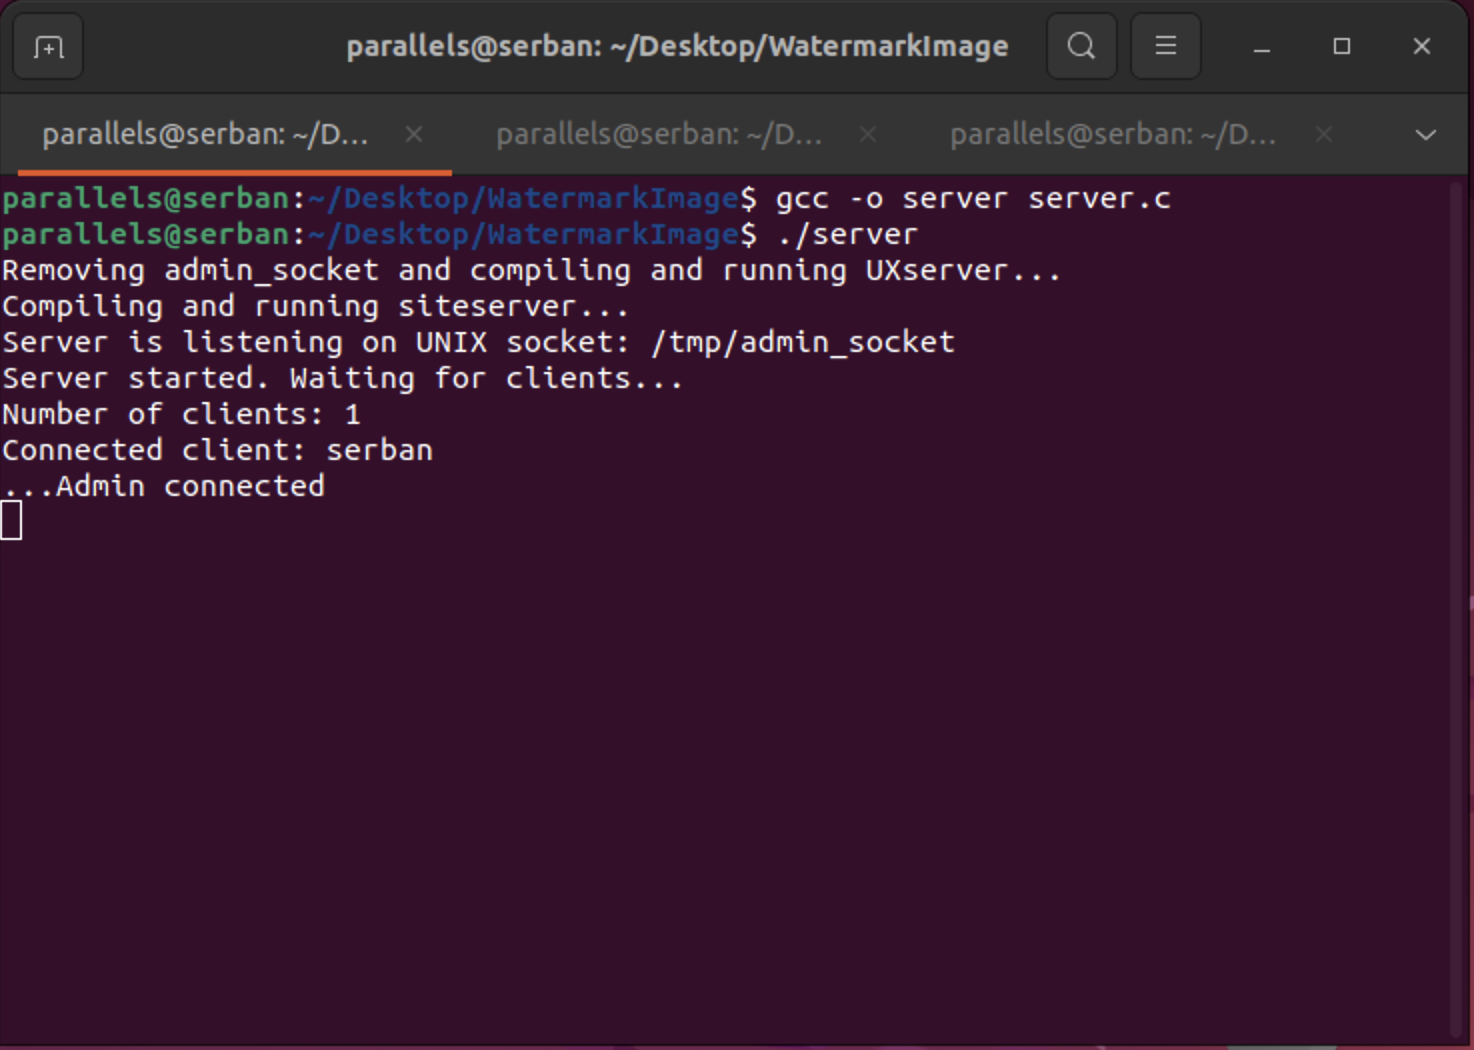 parallels@serban: ~/Desktop/WatermarkImage
parallels@serban: ~/D... parallels@serban: ~/D... parallels@serban: ~/D...
parallels@serban:~/Desktop/WatermarkImage$ gcc -o server server.c
parallels@serban:~/Desktop/WatermarkImage$ ./server
Removing admin_socket and compiling and running UXserver...
Compiling and running siteserver...
Server is listening on UNIX socket: /tmp/admin_socket
Server started. Waiting for clients...
Number of clients: 1
Connected client: serban
...Admin connected